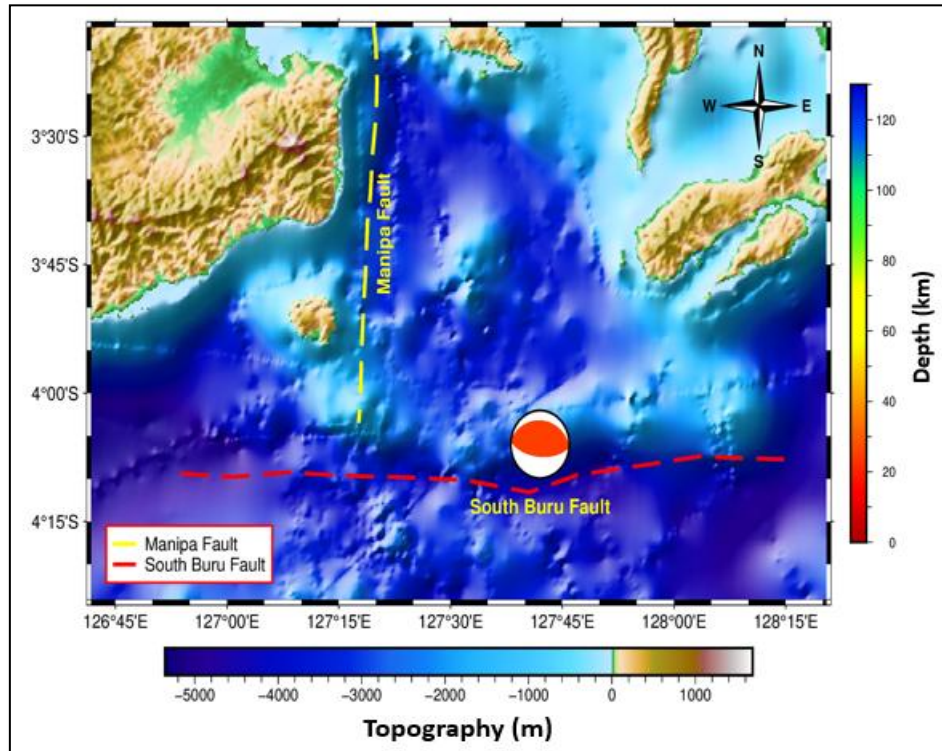 N
W E
S
3°30'S
3°45'S
4°00'S
4°15'S
Manipa Fault
South Buru Fault
Manipa Fault
South Buru Fault
126°45'E 127°00'E 127°15'E 127°30'E 127°45'E 128°00'E 128°15'E
120
100
80
60
40
20
0
Depth (km)
−5000 −4000 −3000 −2000 −1000 0 1000
Topography (m)